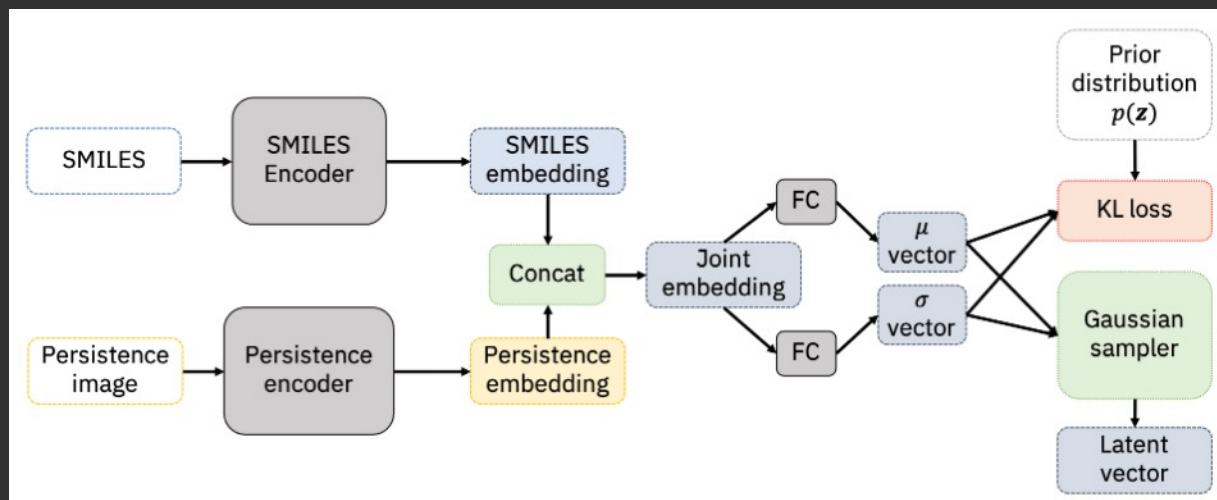 Prior
distribution
p(z)
SMILES
SMILES
Encoder
SMILES
embedding
FC
KL loss
μ
vector
Concat
Joint
embedding
σ
vector
Gaussian
sampler
Persistence
image
Persistence
encoder
Persistence
embedding
FC
Latent
vector